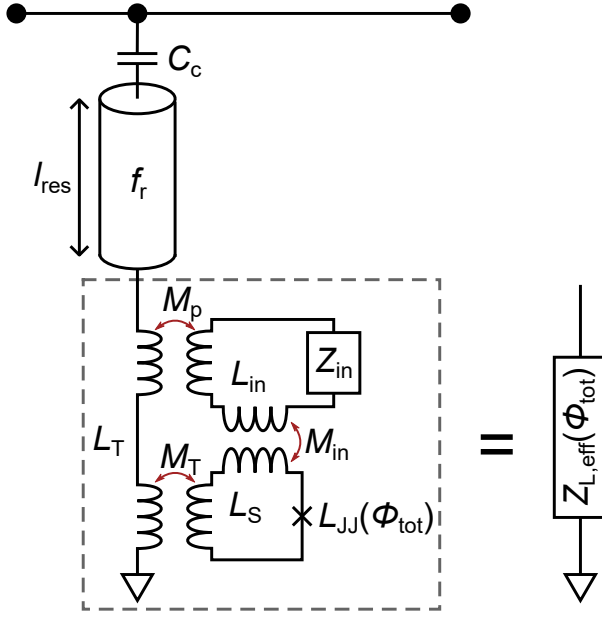 C_c
l_res
f_r
M_p
L_in
Z_in
L_T
M_in
M_T
L_S
L_JJ(Φ_tot)
=
Z_L,eff(Φ_tot)